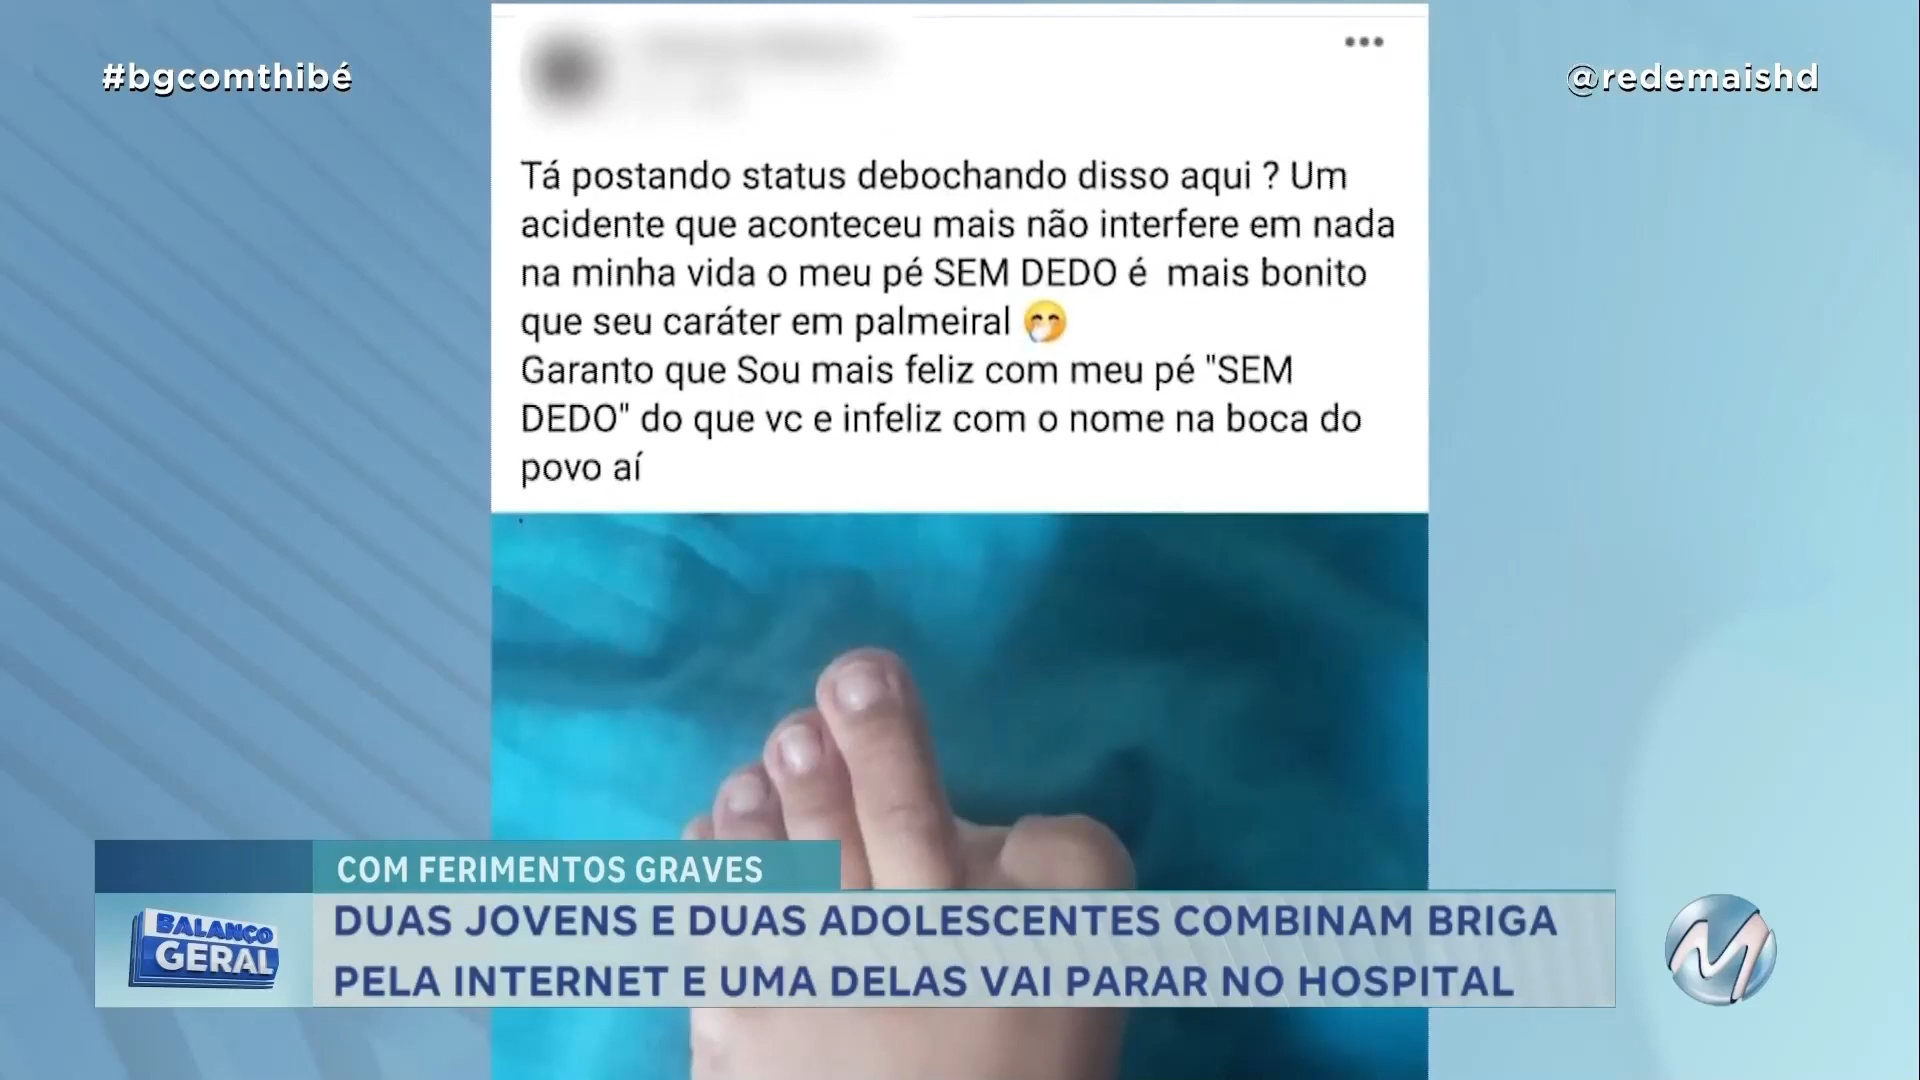 #bgcomthibé
@redemaishd
Tá postando status debochando disso aqui ? Um
acidente que aconteceu mais não interfere em nada
na minha vida o meu pé SEM DEDO é  mais bonito
que seu caráter em palmeiral 🤭
Garanto que Sou mais feliz com meu pé "SEM
DEDO" do que vc e infeliz com o nome na boca do
povo aí
COM FERIMENTOS GRAVES
BALANÇO
GERAL
DUAS JOVENS E DUAS ADOLESCENTES COMBINAM BRIGA
PELA INTERNET E UMA DELAS VAI PARAR NO HOSPITAL
M